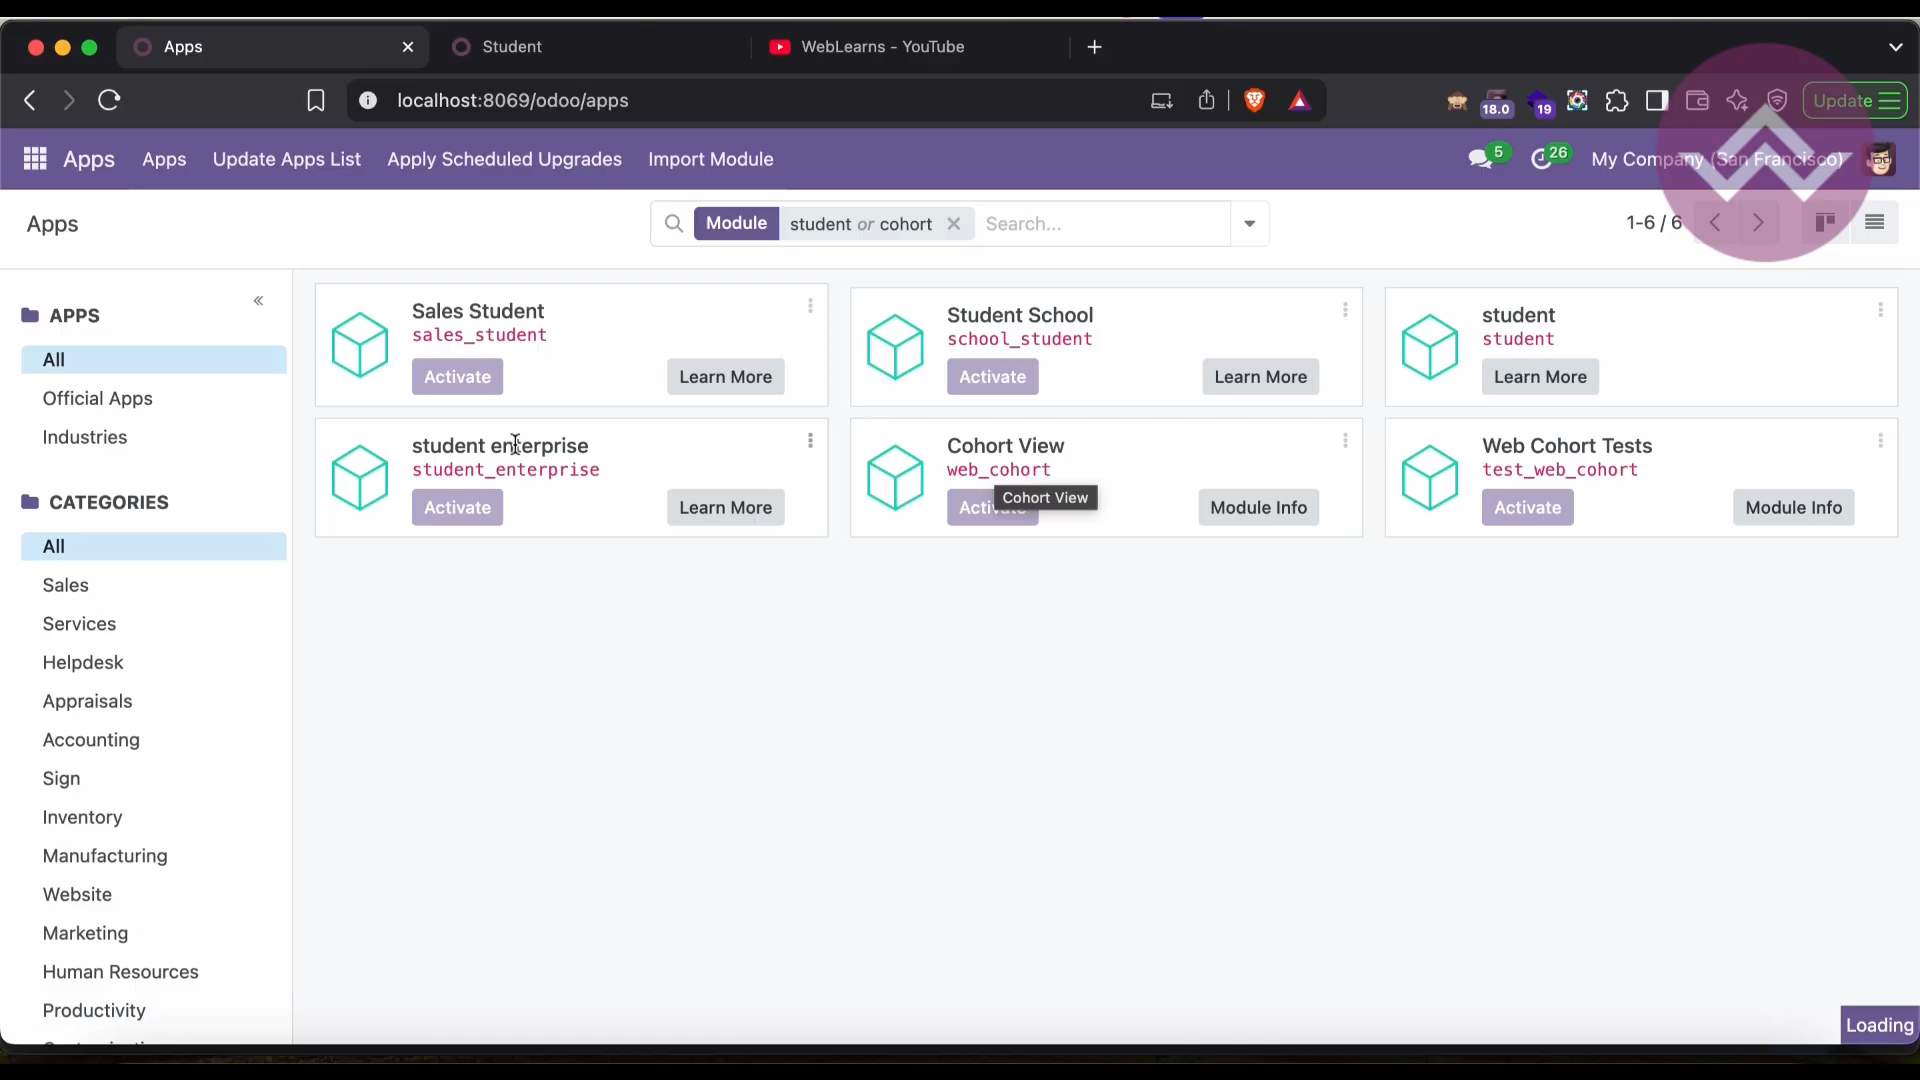 Apps
Student
WebLearns - YouTube
localhost:8069/odoo/apps
18.0
19
Update
Apps
Apps
Update Apps List
Apply Scheduled Upgrades
Import Module
5
26
My Company (San Francisco)
Apps
Module
student or cohort
Search...
1-6 / 6
APPS
All
Official Apps
Industries
CATEGORIES
All
Sales
Services
Helpdesk
Appraisals
Accounting
Sign
Inventory
Manufacturing
Website
Marketing
Human Resources
Productivity
Sales Student
sales_student
Activate
Learn More
Student School
school_student
Activate
Learn More
student
student
Learn More
student enterprise
student_enterprise
Activate
Learn More
Cohort View
web_cohort
Cohort View
Module Info
Web Cohort Tests
test_web_cohort
Activate
Module Info
Loading